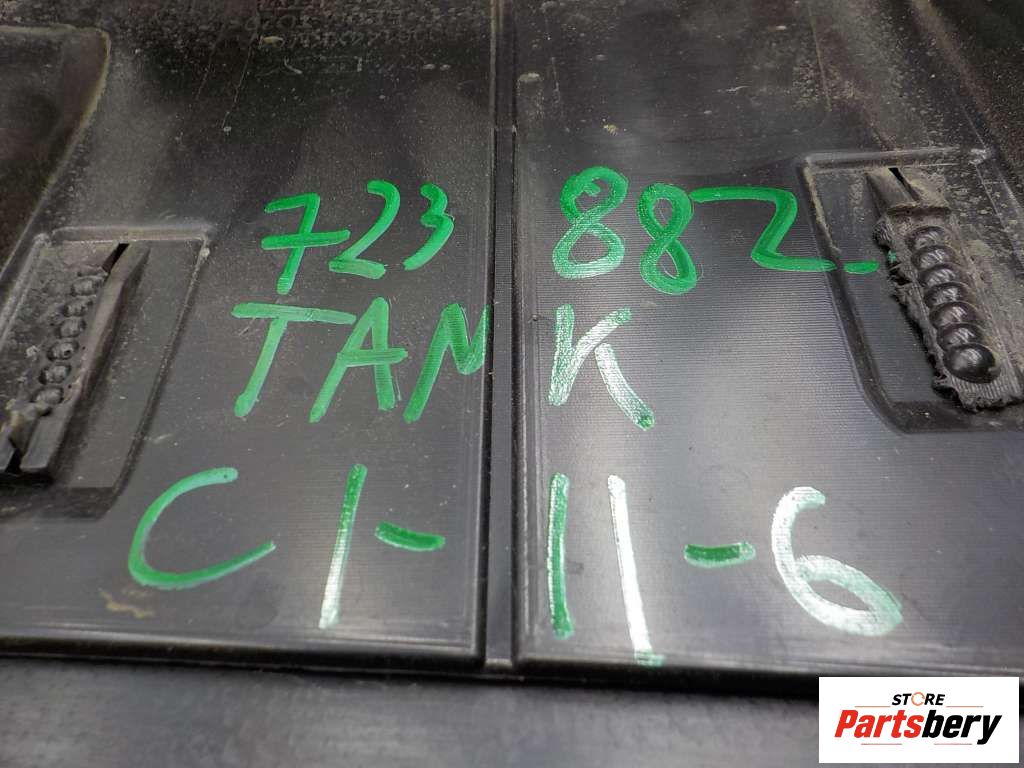 723 882
TANK
C1-11-6
STORE
Partsbery